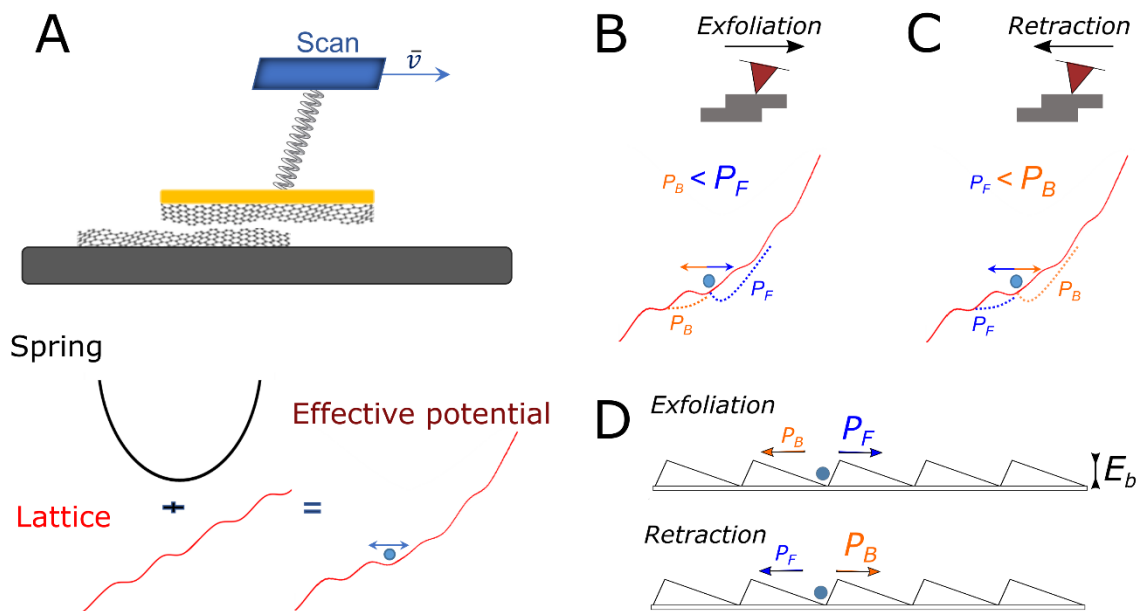 A
Scan
v̄
Spring
Lattice
+
=
Effective potential
B
Exfoliation
P_B < P_F
P_F
P_B
C
Retraction
P_F < P_B
P_B
P_F
D
Exfoliation
P_B P_F
E_b
Retraction
P_F P_B